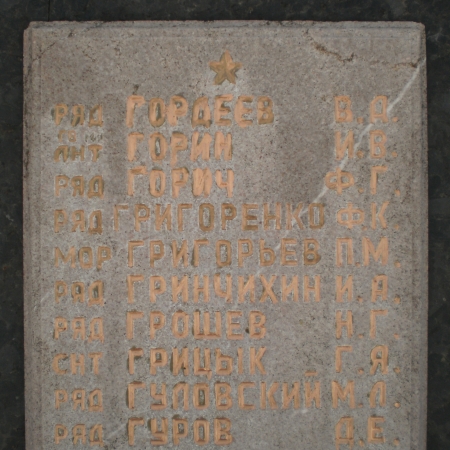 РЯД ГОРДЕЕВ В.Д.
ЛНТ ГОРИН И.В.
РЯД ГОРИЧ Ф.Г.
РЯД ГРИГОРЕНКО Ф.К.
МОР ГРИГОРЬЕВ П.М.
РЯД ГРИНЧИХИН И.А.
РЯД ГРОШЕВ Н.Г.
СНТ ГРИЦЫК Г.Я.
РЯД ГУЛОВСКИЙ М.Л.
РЯД ГУРОВ Д.Е.